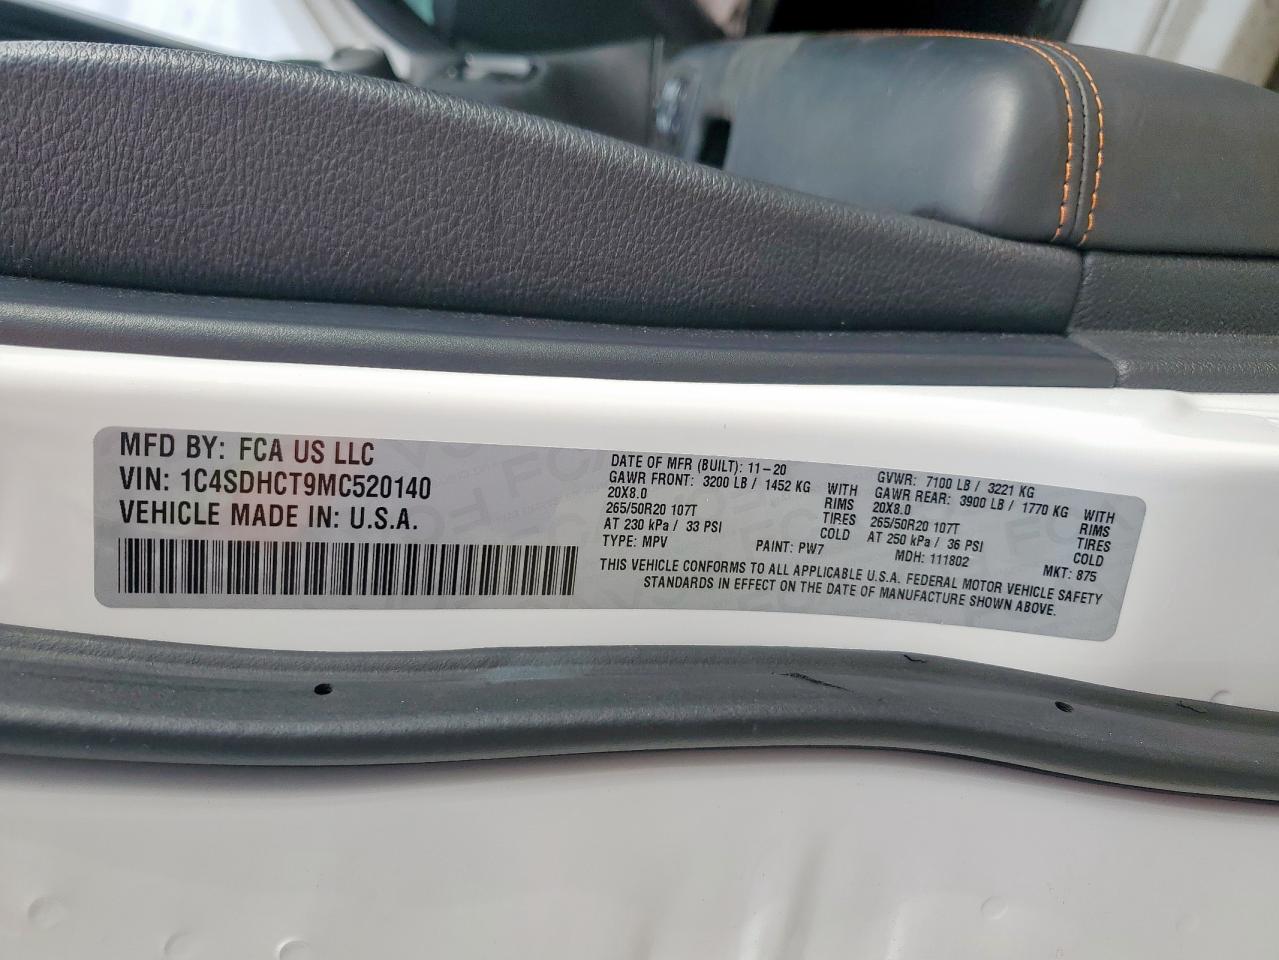 MFD BY: FCA US LLC
VIN: 1C4SDHCT9MC520140
VEHICLE MADE IN: U.S.A.
DATE OF MFR (BUILT): 11-20
GAWR FRONT: 3200 LB / 1452 KG WITH
20X8.0 RIMS
265/50R20 107T TIRES
AT 230 kPa / 33 PSI COLD
TYPE: MPV PAINT: PW7
GVWR: 7100 LB / 3221 KG
GAWR REAR: 3900 LB / 1770 KG WITH
20X8.0 RIMS
265/50R20 107T TIRES
AT 250 kPa / 36 PSI COLD
MDH: 111802 MKT: 875
THIS VEHICLE CONFORMS TO ALL APPLICABLE U.S.A. FEDERAL MOTOR VEHICLE SAFETY
STANDARDS IN EFFECT ON THE DATE OF MANUFACTURE SHOWN ABOVE.